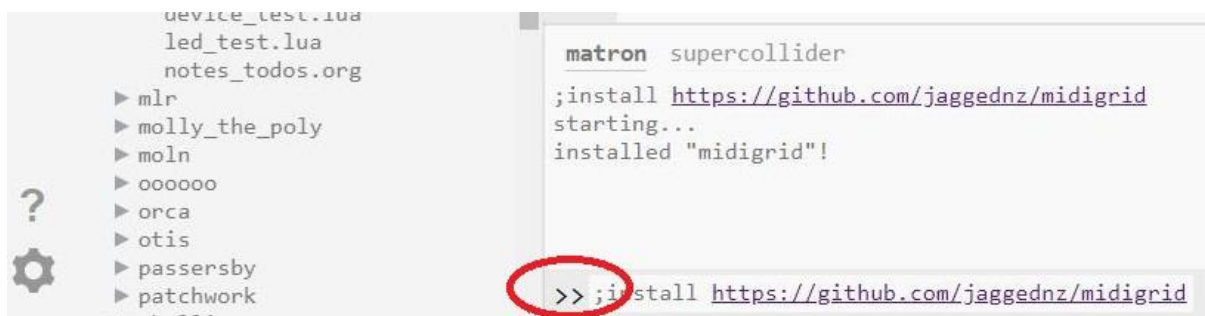 device_test.lua
led_test.lua
notes_todos.org
mlr
molly_the_poly
moln
oooooo
orca
otis
passersby
patchwork
?
matron supercollider
;install https://github.com/jaggednz/midigrid
starting...
installed "midigrid"!
>> ;install https://github.com/jaggednz/midigrid